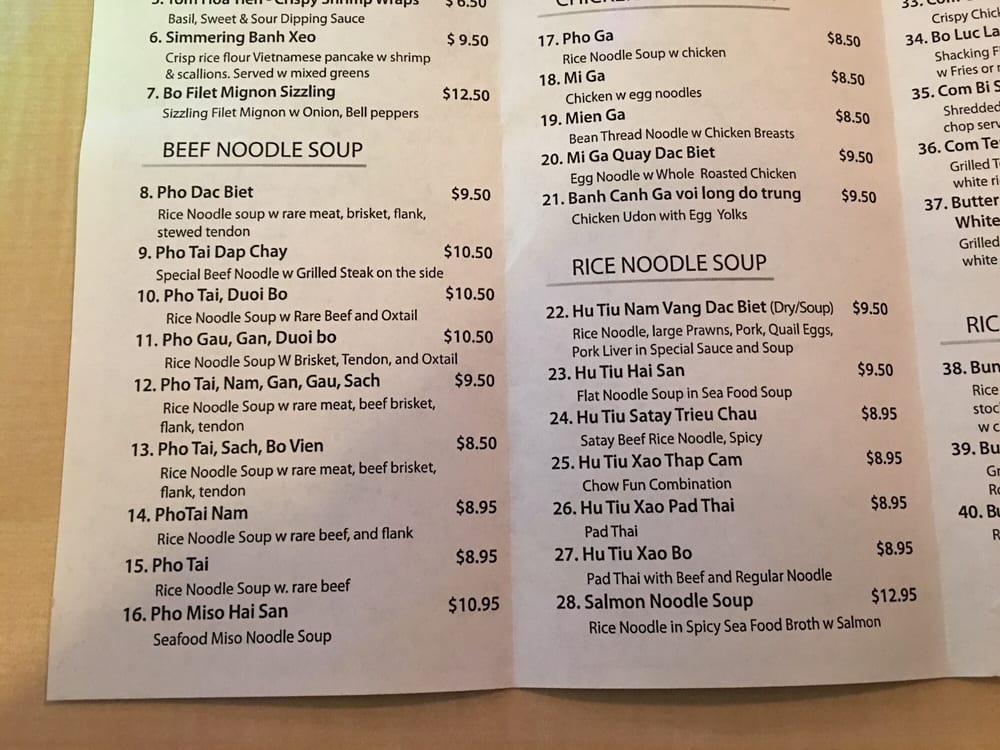 $ 6.50
Basil, Sweet & Sour Dipping Sauce
6. Simmering Banh Xeo $ 9.50
Crisp rice flour Vietnamese pancake w shrimp
& scallions. Served w mixed greens
7. Bo Filet Mignon Sizzling $12.50
Sizzling Filet Mignon w Onion, Bell peppers
BEEF NOODLE SOUP
8. Pho Dac Biet $9.50
Rice Noodle soup w rare meat, brisket, flank,
stewed tendon
9. Pho Tai Dap Chay $10.50
Special Beef Noodle w Grilled Steak on the side
10. Pho Tai, Duoi Bo $10.50
Rice Noodle Soup w Rare Beef and Oxtail
11. Pho Gau, Gan, Duoi bo $10.50
Rice Noodle Soup W Brisket, Tendon, and Oxtail
12. Pho Tai, Nam, Gan, Gau, Sach $9.50
Rice Noodle Soup w rare meat, beef brisket,
flank, tendon
13. Pho Tai, Sach, Bo Vien $8.50
Rice Noodle Soup w rare meat, beef brisket,
flank, tendon
14. PhoTai Nam $8.95
Rice Noodle Soup w rare beef, and flank
15. Pho Tai $8.95
Rice Noodle Soup w. rare beef
16. Pho Miso Hai San $10.95
Seafood Miso Noodle Soup
17. Pho Ga $8.50
Rice Noodle Soup w chicken
18. Mi Ga $8.50
Chicken w egg noodles
19. Mien Ga $8.50
Bean Thread Noodle w Chicken Breasts
20. Mi Ga Quay Dac Biet $9.50
Egg Noodle w Whole Roasted Chicken
21. Banh Canh Ga voi long do trung $9.50
Chicken Udon with Egg Yolks
RICE NOODLE SOUP
22. Hu Tiu Nam Vang Dac Biet (Dry/Soup) $9.50
Rice Noodle, large Prawns, Pork, Quail Eggs,
Pork Liver in Special Sauce and Soup
23. Hu Tiu Hai San $9.50
Flat Noodle Soup in Sea Food Soup
24. Hu Tiu Satay Trieu Chau $8.95
Satay Beef Rice Noodle, Spicy
25. Hu Tiu Xao Thap Cam $8.95
Chow Fun Combination
26. Hu Tiu Xao Pad Thai $8.95
Pad Thai
27. Hu Tiu Xao Bo $8.95
Pad Thai with Beef and Regular Noodle
28. Salmon Noodle Soup $12.95
Rice Noodle in Spicy Sea Food Broth w Salmon
33.
Crispy
34. Bo Luc
Shacking
w Fries or
35. Com Bi
Shredded
chop
36. Com
Grilled
white
37. Butter
White
Grilled
white
38. Bun
Rice
w
39.
40.